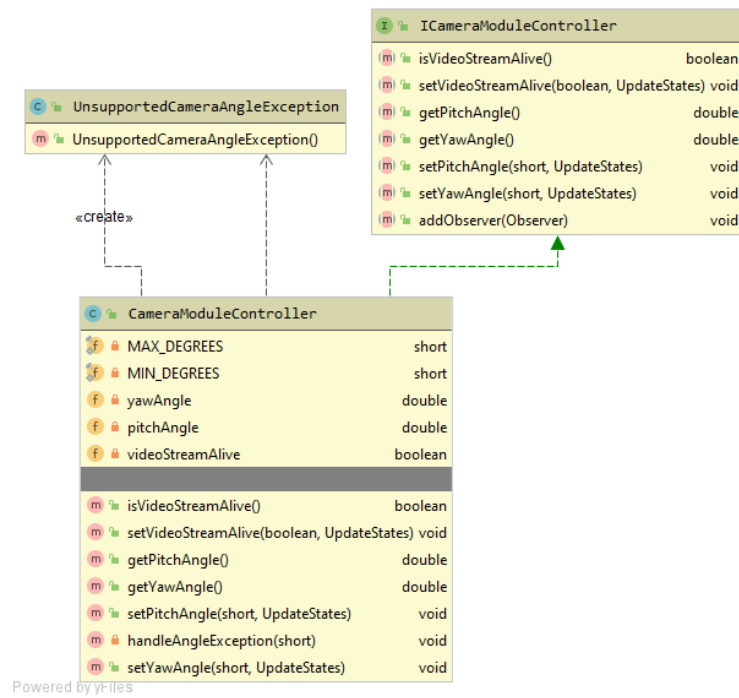 I ICameraModuleController
m isVideoStreamAlive() boolean
m setVideoStreamAlive(boolean, UpdateStates) void
m getPitchAngle() double
m getYawAngle() double
m setPitchAngle(short, UpdateStates) void
m setYawAngle(short, UpdateStates) void
m addObserver(Observer) void
C UnsupportedCameraAngleException
m UnsupportedCameraAngleException()
«create»
C CameraModuleController
f MAX_DEGREES short
f MIN_DEGREES short
f yawAngle double
f pitchAngle double
f videoStreamAlive boolean
m isVideoStreamAlive() boolean
m setVideoStreamAlive(boolean, UpdateStates) void
m getPitchAngle() double
m getYawAngle() double
m setPitchAngle(short, UpdateStates) void
m handleAngleException(short) void
m setYawAngle(short, UpdateStates) void
Powered by yFiles